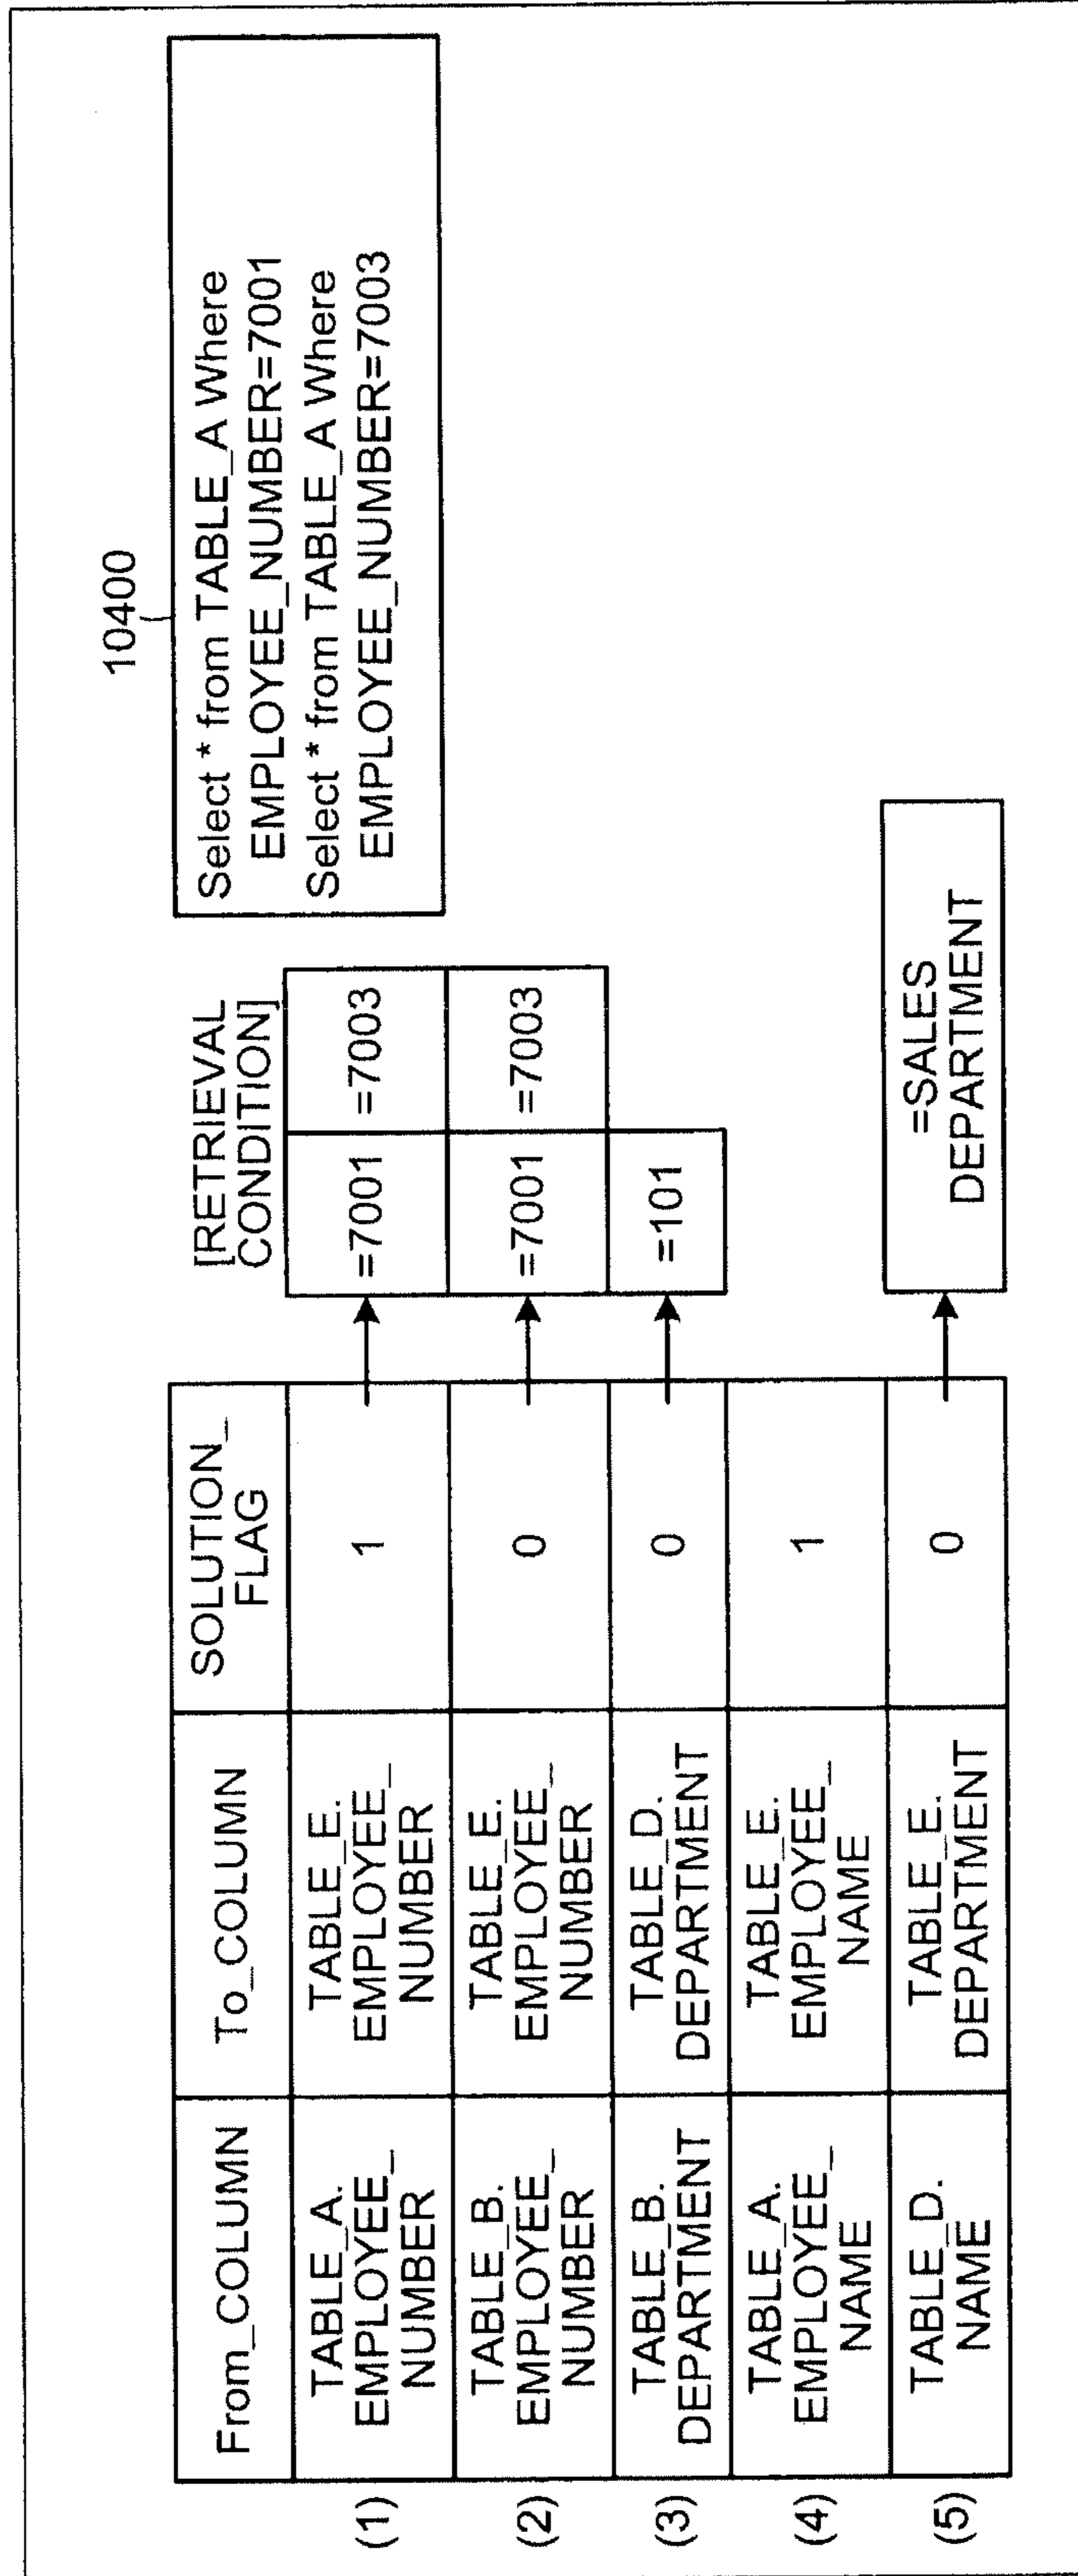 10400
Select * from TABLE_A Where
EMPLOYEE_NUMBER=7001
Select * from TABLE_A Where
EMPLOYEE_NUMBER=7003
[RETRIEVAL
CONDITION]
From_COLUMN
To_COLUMN
SOLUTION_
FLAG
(1)
TABLE_A.
EMPLOYEE_
NUMBER
TABLE_E.
EMPLOYEE_
NUMBER
1
=7001
=7003
(2)
TABLE_B.
EMPLOYEE_
NUMBER
TABLE_E.
EMPLOYEE_
NUMBER
0
=7001
=7003
(3)
TABLE_B.
DEPARTMENT
TABLE_D.
DEPARTMENT
0
=101
(4)
TABLE_A.
EMPLOYEE_
NAME
TABLE_E.
EMPLOYEE_
NAME
1
(5)
TABLE_D.
NAME
TABLE_E.
DEPARTMENT
0
=SALES
DEPARTMENT